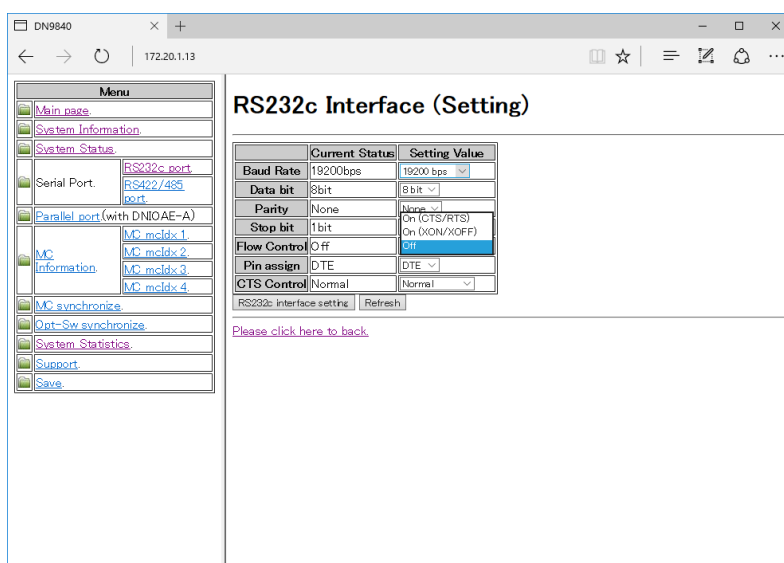 DN9840
172.20.1.13
Menu
Main page.
System Information.
System Status.
Serial Port.
RS232c port.
RS422/485
port.
Parallel port.(with DNIOAE-A)
MC
Information.
MC mcIdx 1.
MC mcIdx 2.
MC mcIdx 3.
MC mcIdx 4.
MC synchronize.
Opt-Sw synchronize.
System Statistics.
Support.
Save.
RS232c Interface (Setting)
Current Status Setting Value
Baud Rate 19200bps 19200 bps
Data bit 8bit 8 bit
Parity None None
Stop bit 1bit
On (CTS/RTS)
On (XON/XOFF)
Off
Flow Control Off
Pin assign DTE DTE
CTS Control Normal Normal
RS232c interface setting Refresh
Please click here to back.